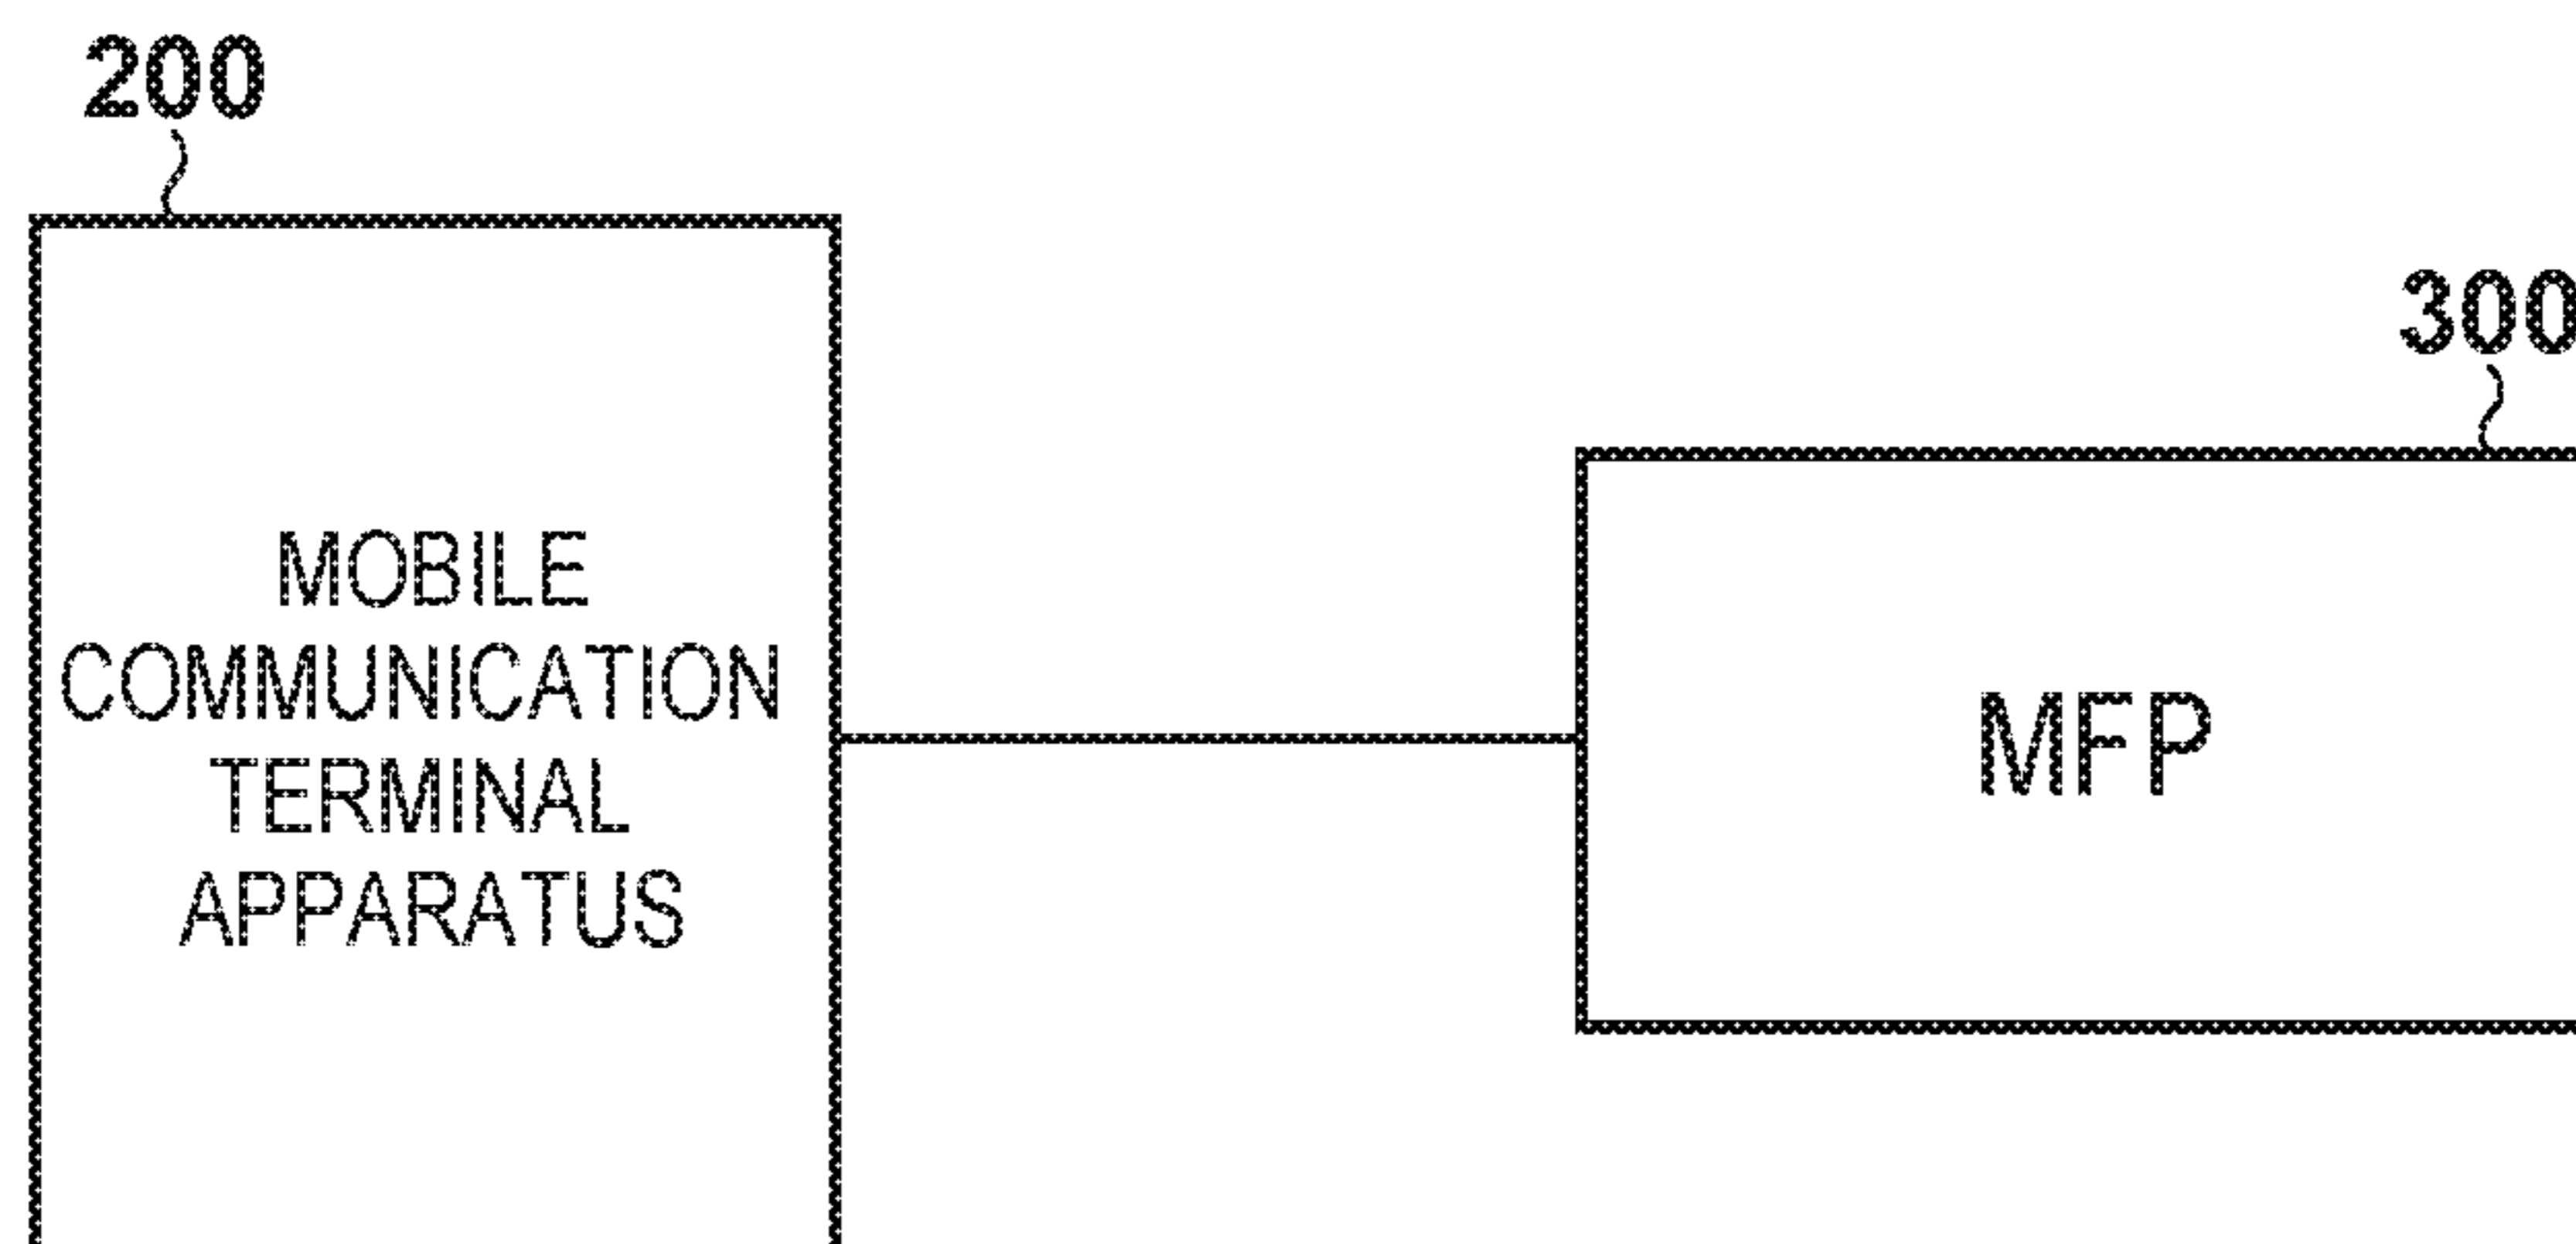 200
300
MOBILE
COMMUNICATION
TERMINAL
APPARATUS
MFP